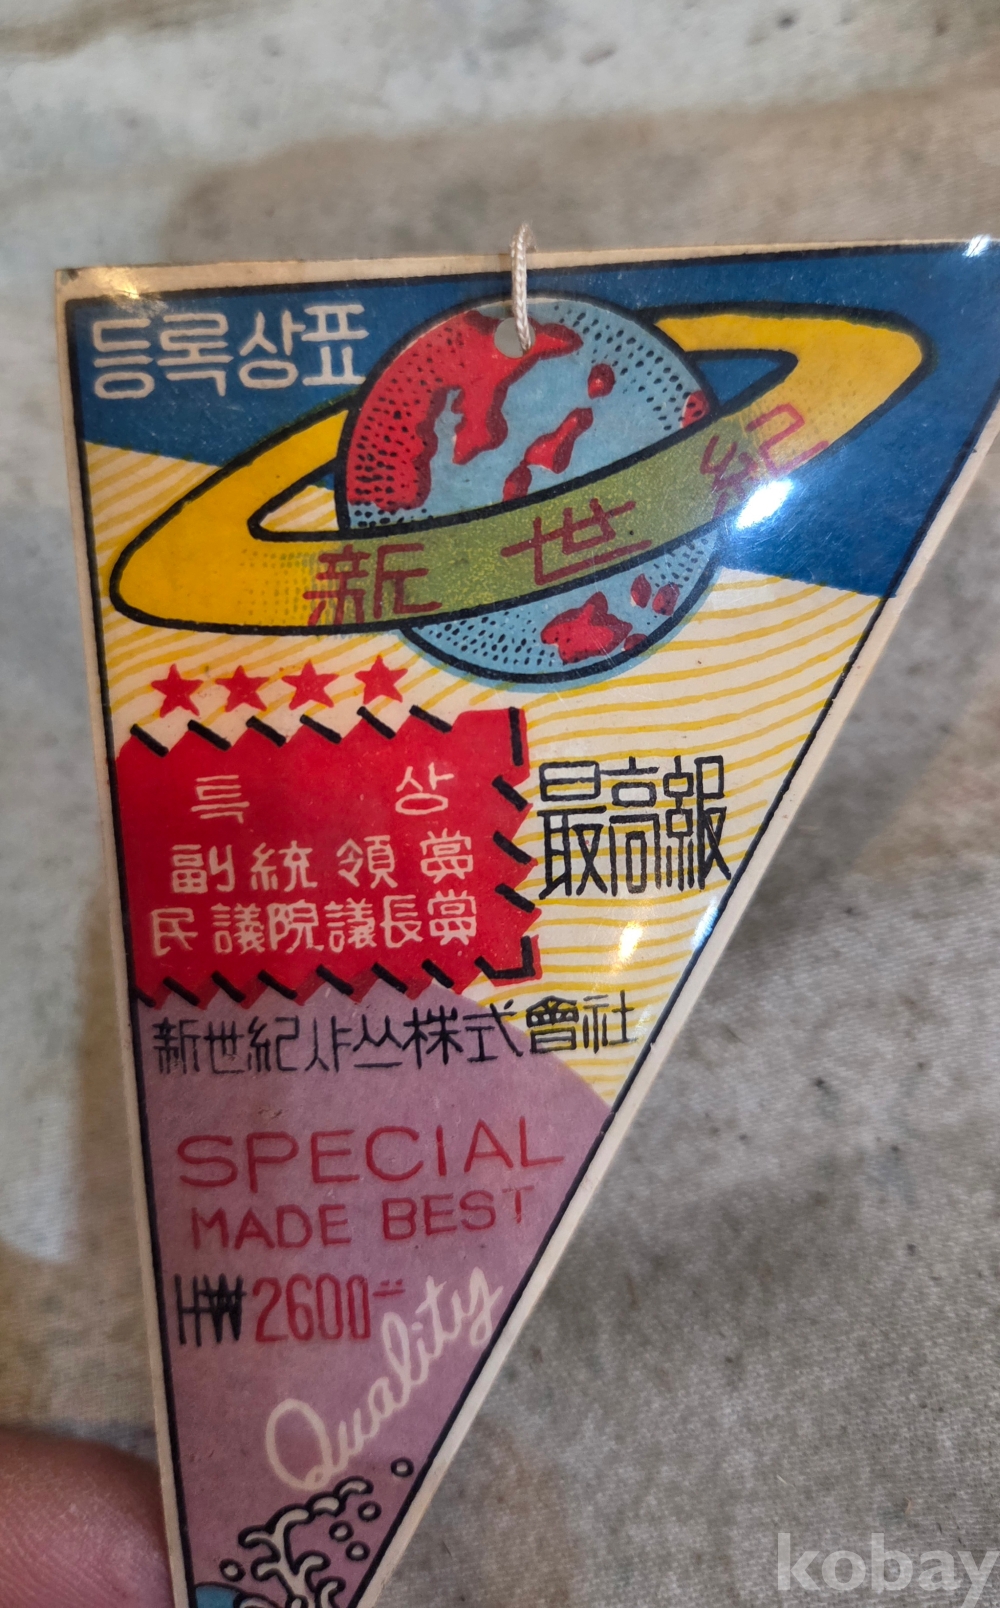 등록상표
新世紀
★★★★
특상
副統領賞
民議院議長賞
最高級
新世紀샤쓰株式會社
SPECIAL
MADE BEST
HW2600=
Quality
kobay